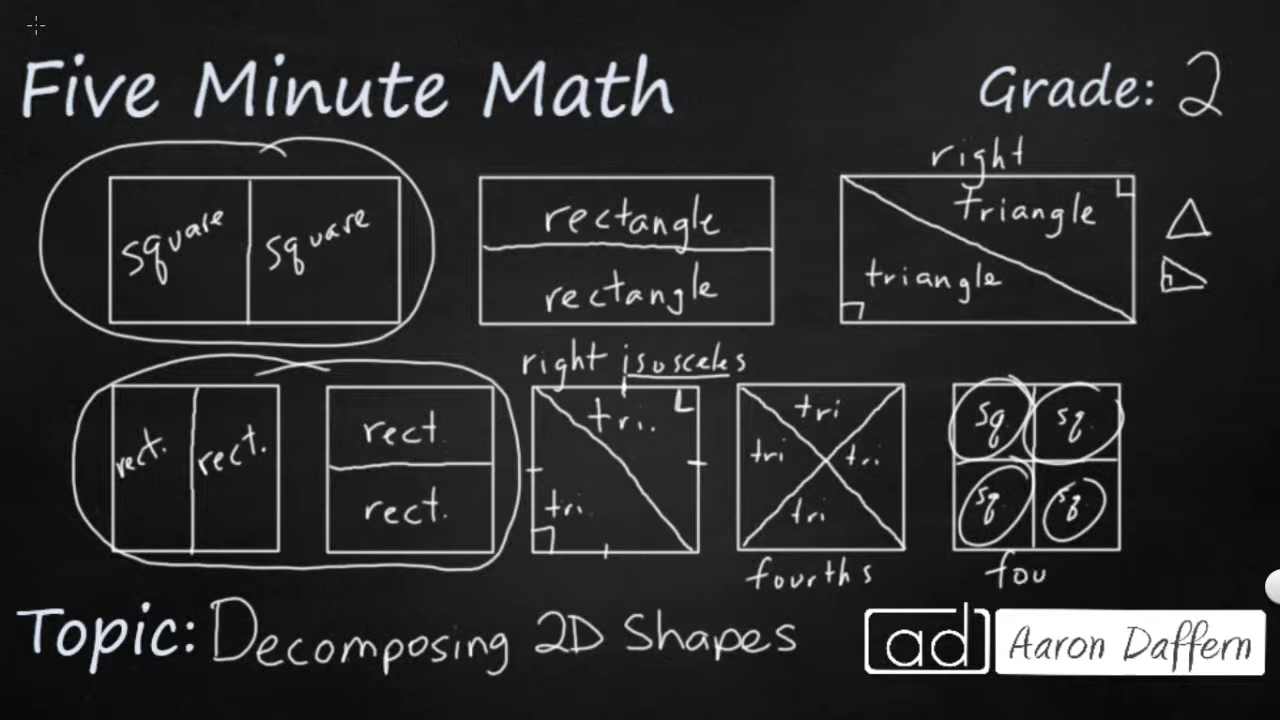 Five Minute Math
Grade: 2
square square
rectangle
rectangle
right
triangle
triangle
rect. rect.
rect
rect.
right isosceles
tri.
tri.
tri
tri tri
tri
fourths
sq sq
sq sq
fou
Topic: Decomposing 2D Shapes
ad Aaron Daffern